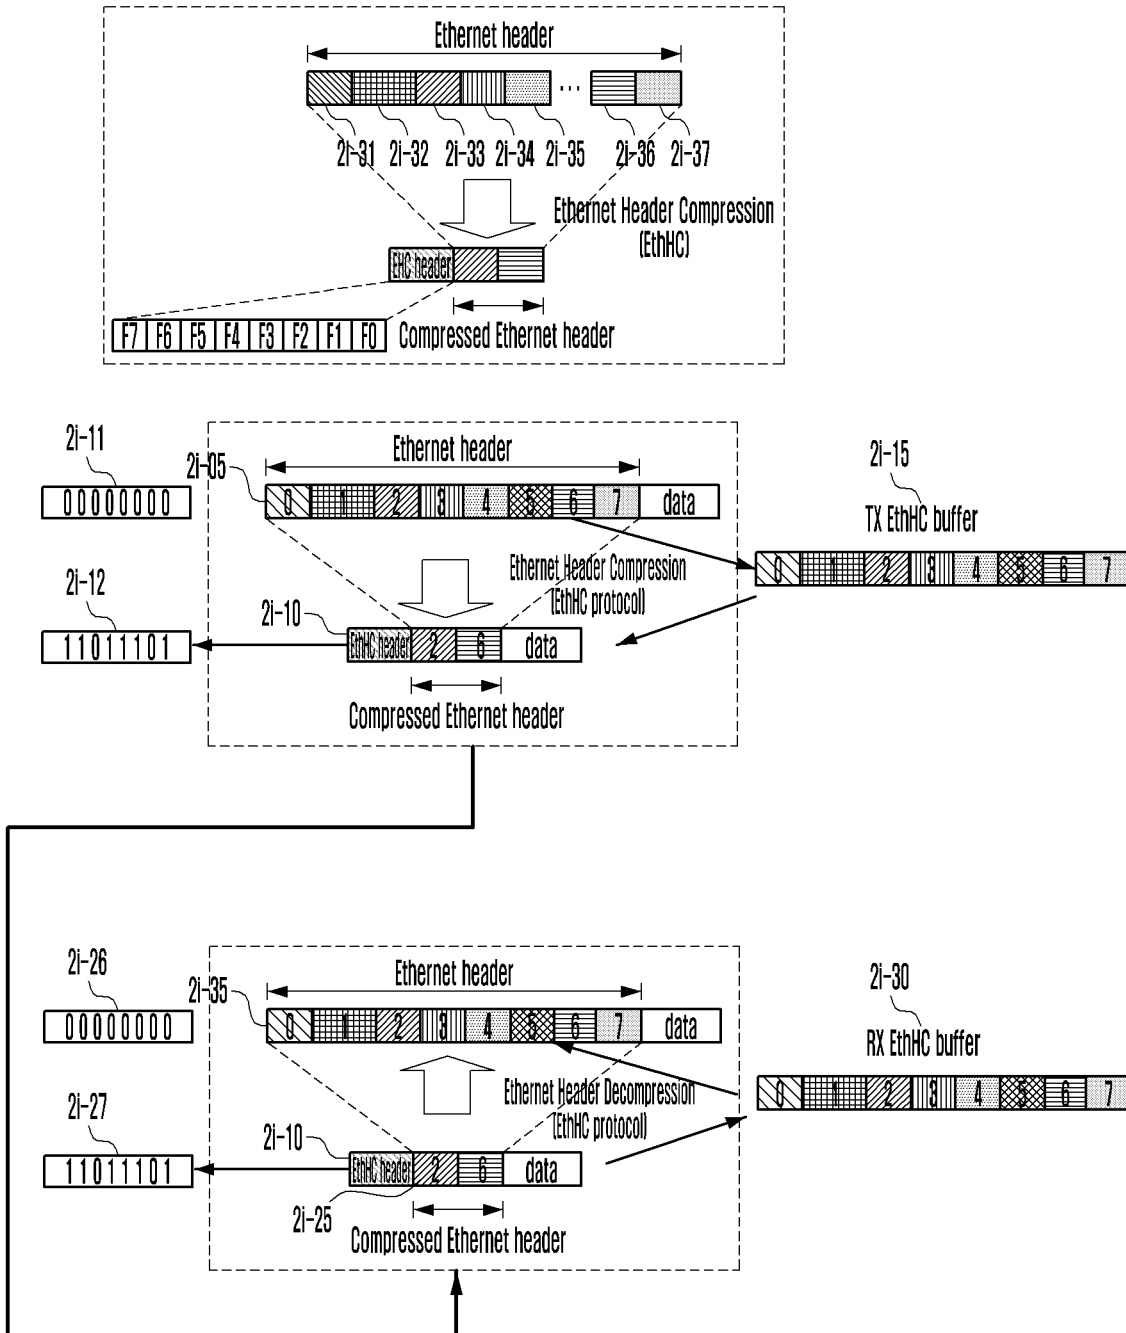 Ethernet header
...
2i-31 2i-32 2i-33 2i-34 2i-35 2i-36 2i-37
Ethernet Header Compression
(EthHC)
EHC header
F7 F6 F5 F4 F3 F2 F1 F0
Compressed Ethernet header
2i-11
00000000
2i-05
Ethernet header
0 1 2 3 4 5 6 7 data
2i-15
TX EthHC buffer
0 1 2 3 4 5 6 7
Ethernet Header Compression
(EthHC protocol)
2i-12
11011101
2i-10
EthHC header 2 6 data
Compressed Ethernet header
2i-26
00000000
2i-35
Ethernet header
0 1 2 3 4 5 6 7 data
2i-30
RX EthHC buffer
0 1 2 3 4 5 6 7
Ethernet Header Decompression
(EthHC protocol)
2i-27
11011101
2i-10
EthHC header 2 6 data
2i-25
Compressed Ethernet header